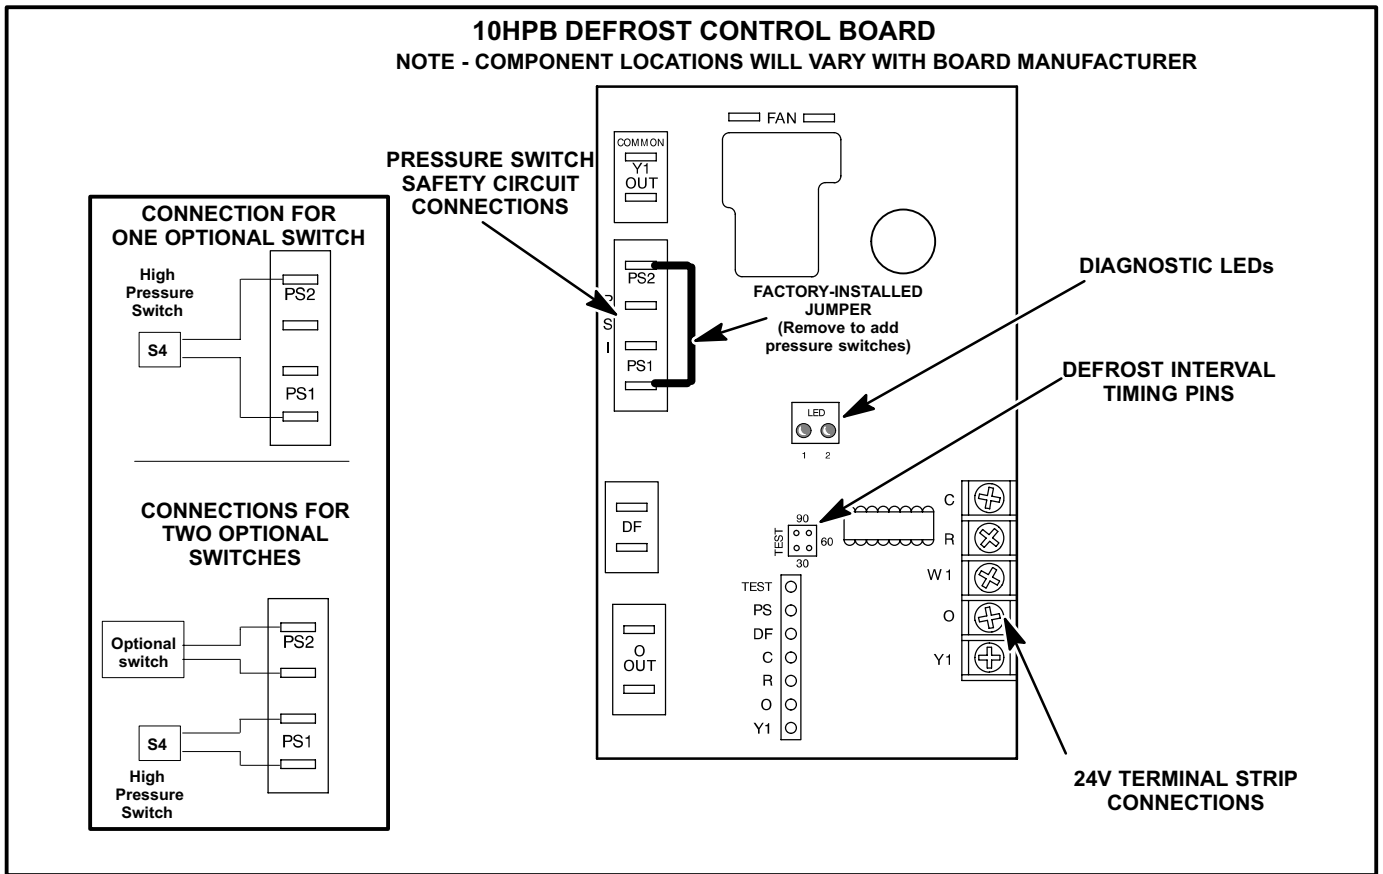 10HPB DEFROST CONTROL BOARD
NOTE - COMPONENT LOCATIONS WILL VARY WITH BOARD MANUFACTURER
CONNECTION FOR
ONE OPTIONAL SWITCH
High
Pressure
Switch
S4
PS2
PS1
CONNECTIONS FOR
TWO OPTIONAL
SWITCHES
Optional
switch
PS2
S4
PS1
High
Pressure
Switch
PRESSURE SWITCH
SAFETY CIRCUIT
CONNECTIONS
FAN
COMMON
Y1
OUT
PS2
P
S
I
PS1
FACTORY-INSTALLED
JUMPER
(Remove to add
pressure switches)
DIAGNOSTIC LEDs
LED
1 2
DEFROST INTERVAL
TIMING PINS
DF
90
TEST
60
30
O
OUT
TEST
PS
DF
C
R
O
Y1
C
R
W1
O
Y1
24V TERMINAL STRIP
CONNECTIONS